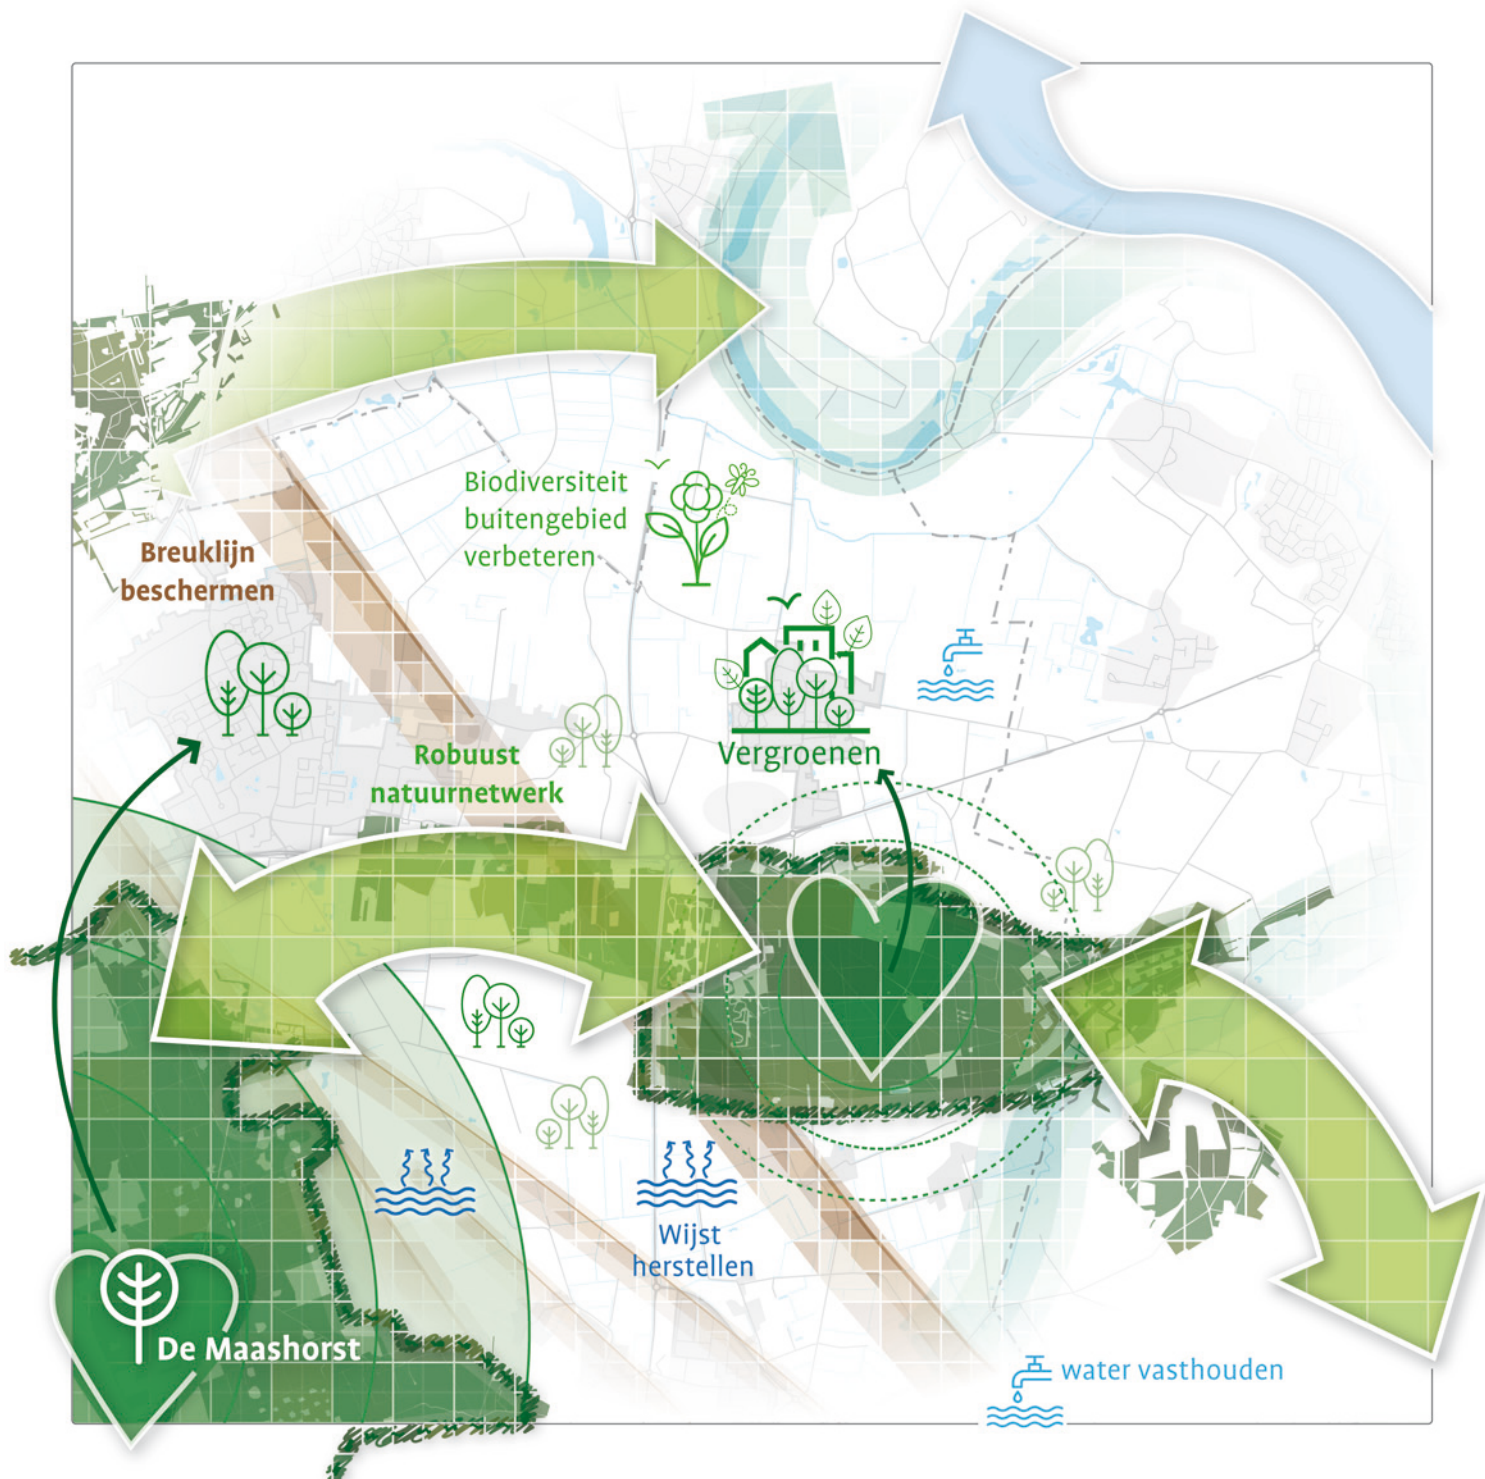 Biodiversiteit
buitengebied
verbeteren
Breuklijn
beschermen
Robuust
natuurnetwerk
Vergroenen
Wijst
herstellen
De Maashorst
water vasthouden